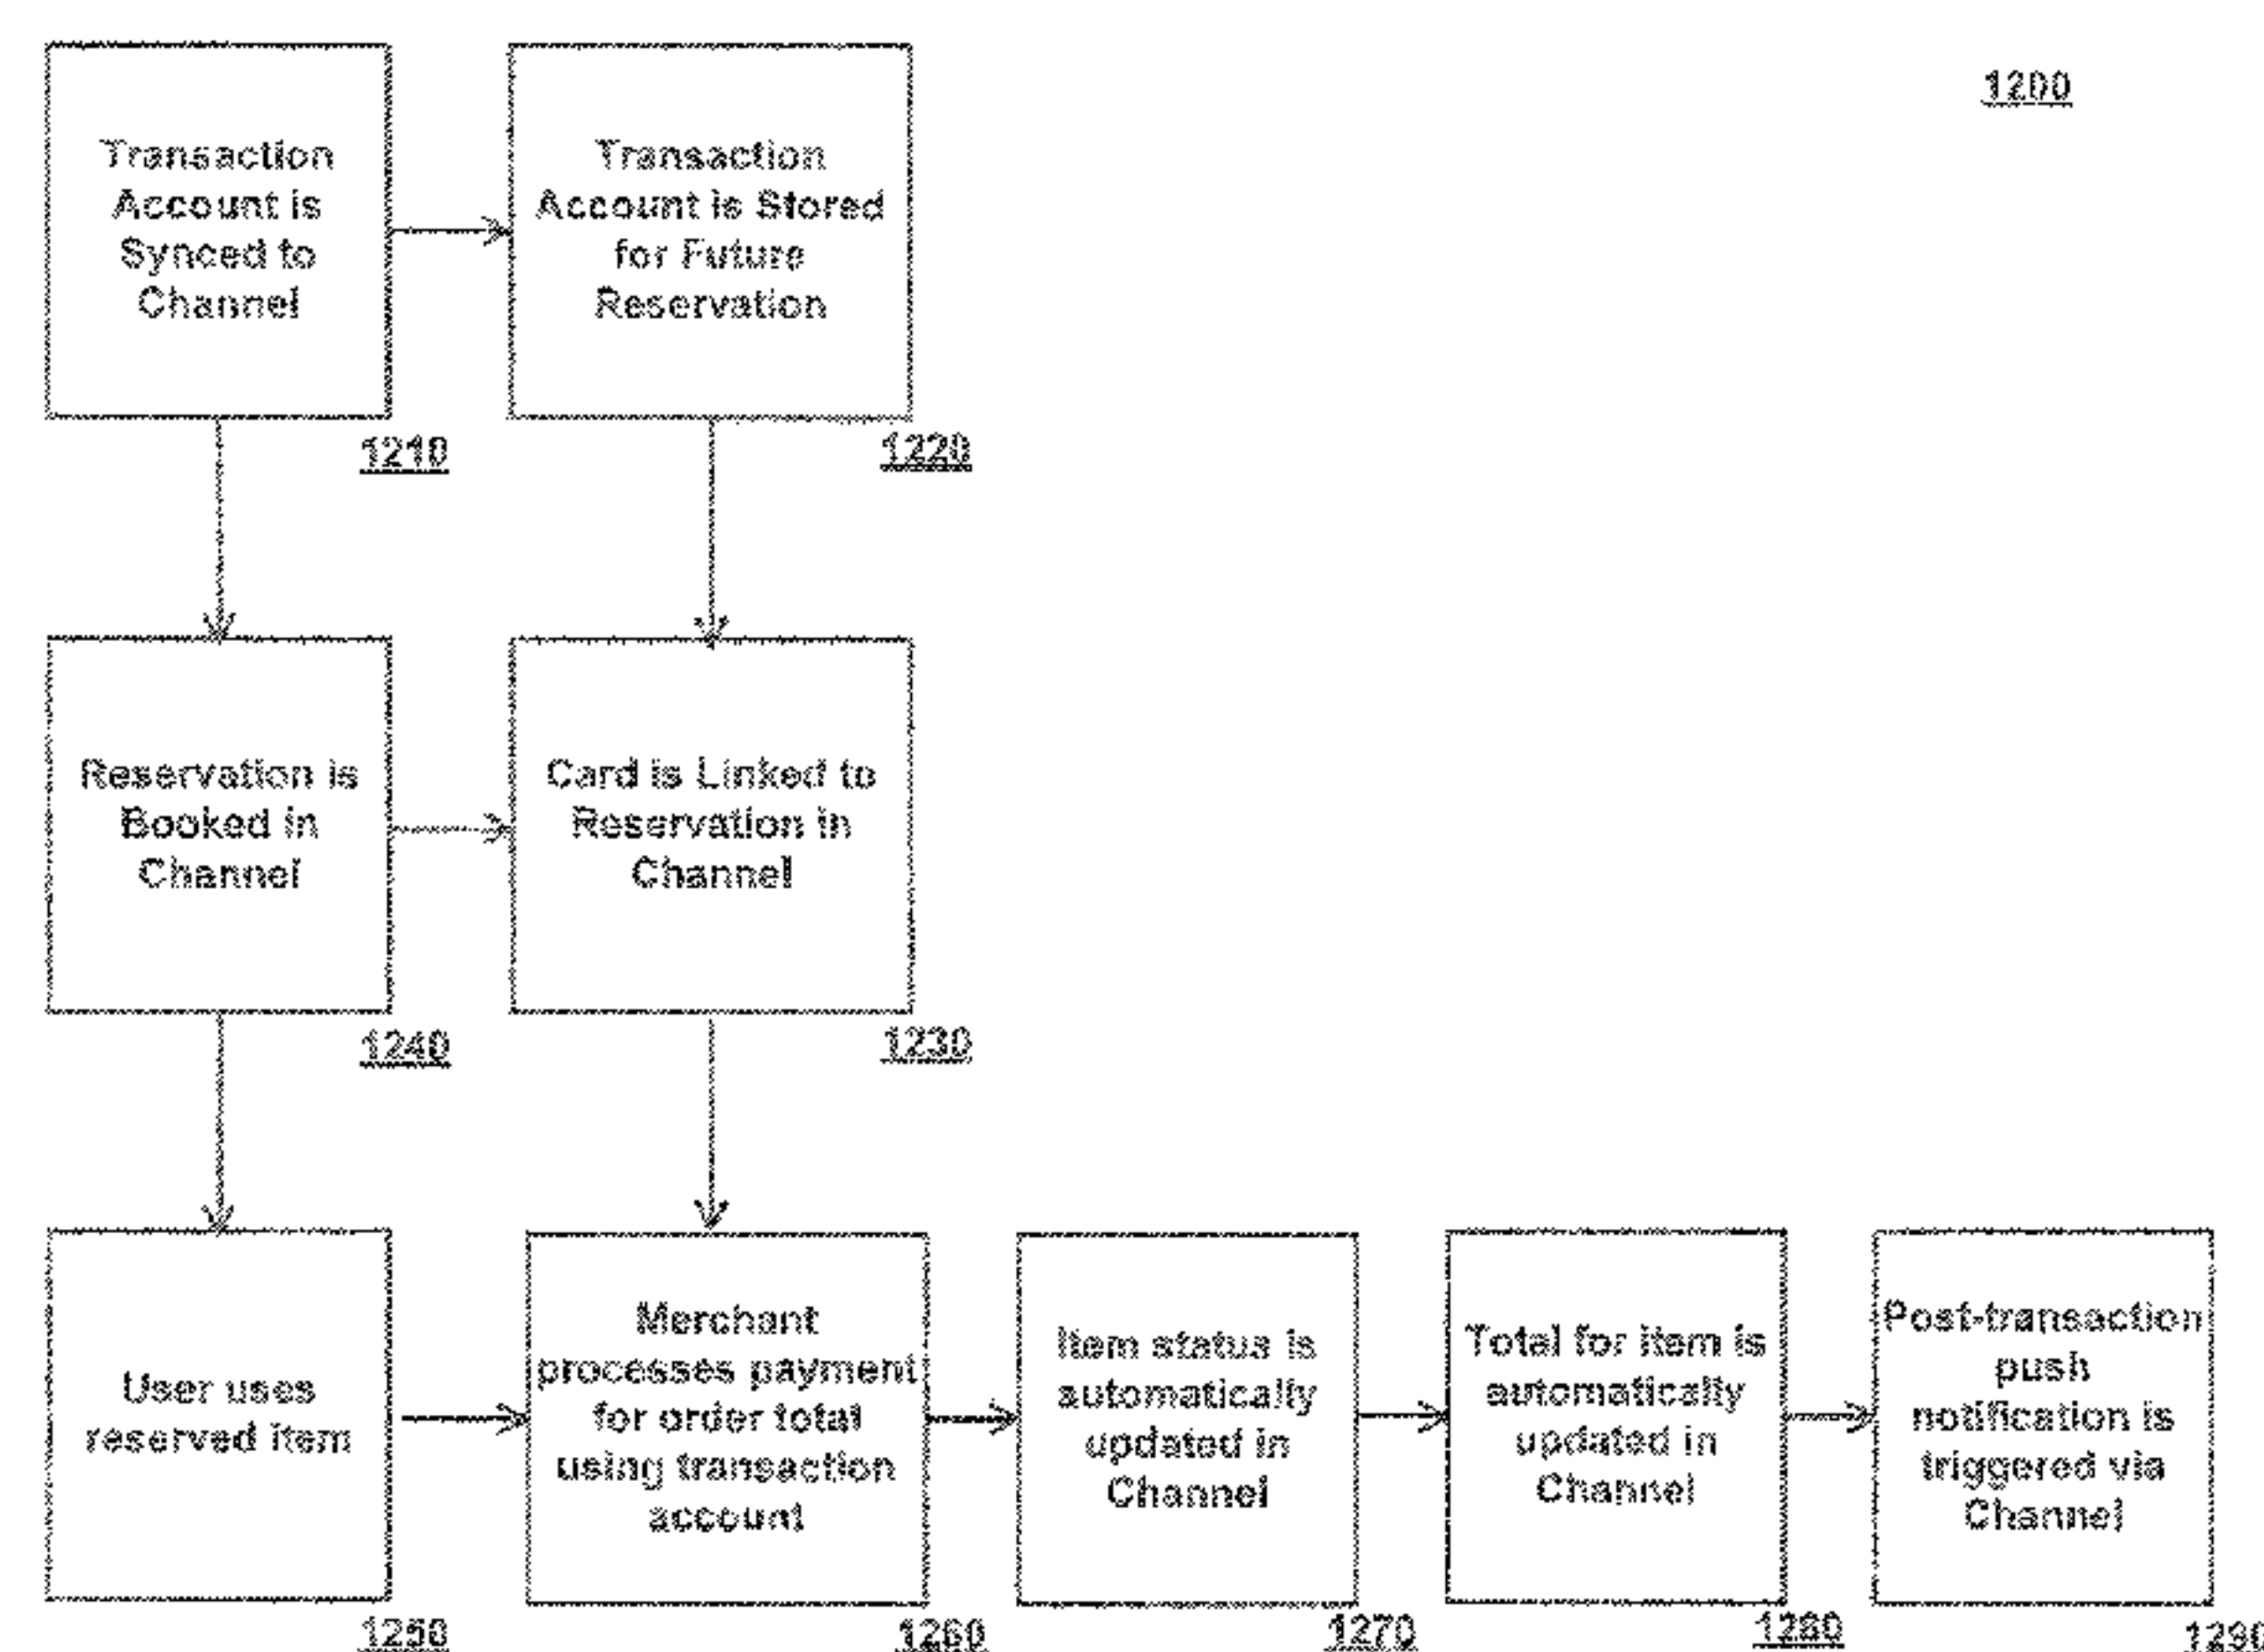 1200
Transaction
Account is
Synced to
Channel
1210
Transaction
Account is Stored
for Future
Reservation
1220
Reservation is
Booked in
Channel
1240
Card is Linked to
Reservation in
Channel
1230
User uses
reserved item
1250
Merchant
processes payment
for order total
using transaction
account
1260
Item status is
automatically
updated in
Channel
1270
Total for item is
automatically
updated in
Channel
1280
Post-transaction
push
notification is
triggered via
Channel
1290